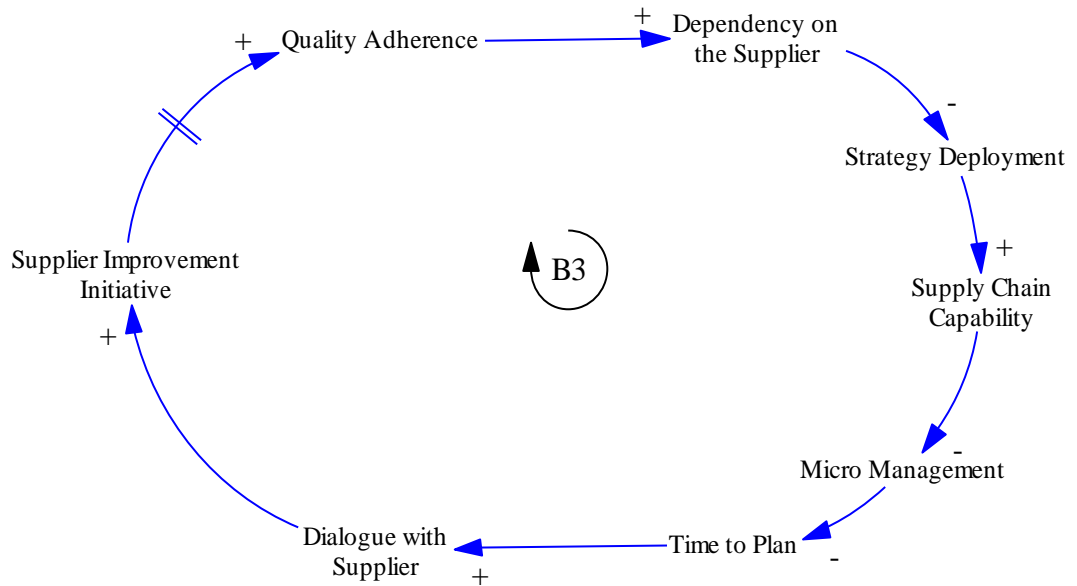 +
Quality Adherence
+
Dependency on
the Supplier
-
Strategy Deployment
+
Supply Chain
Capability
-
Micro Management
-
Time to Plan
+
Dialogue with
Supplier
+
Supplier Improvement
Initiative
B3